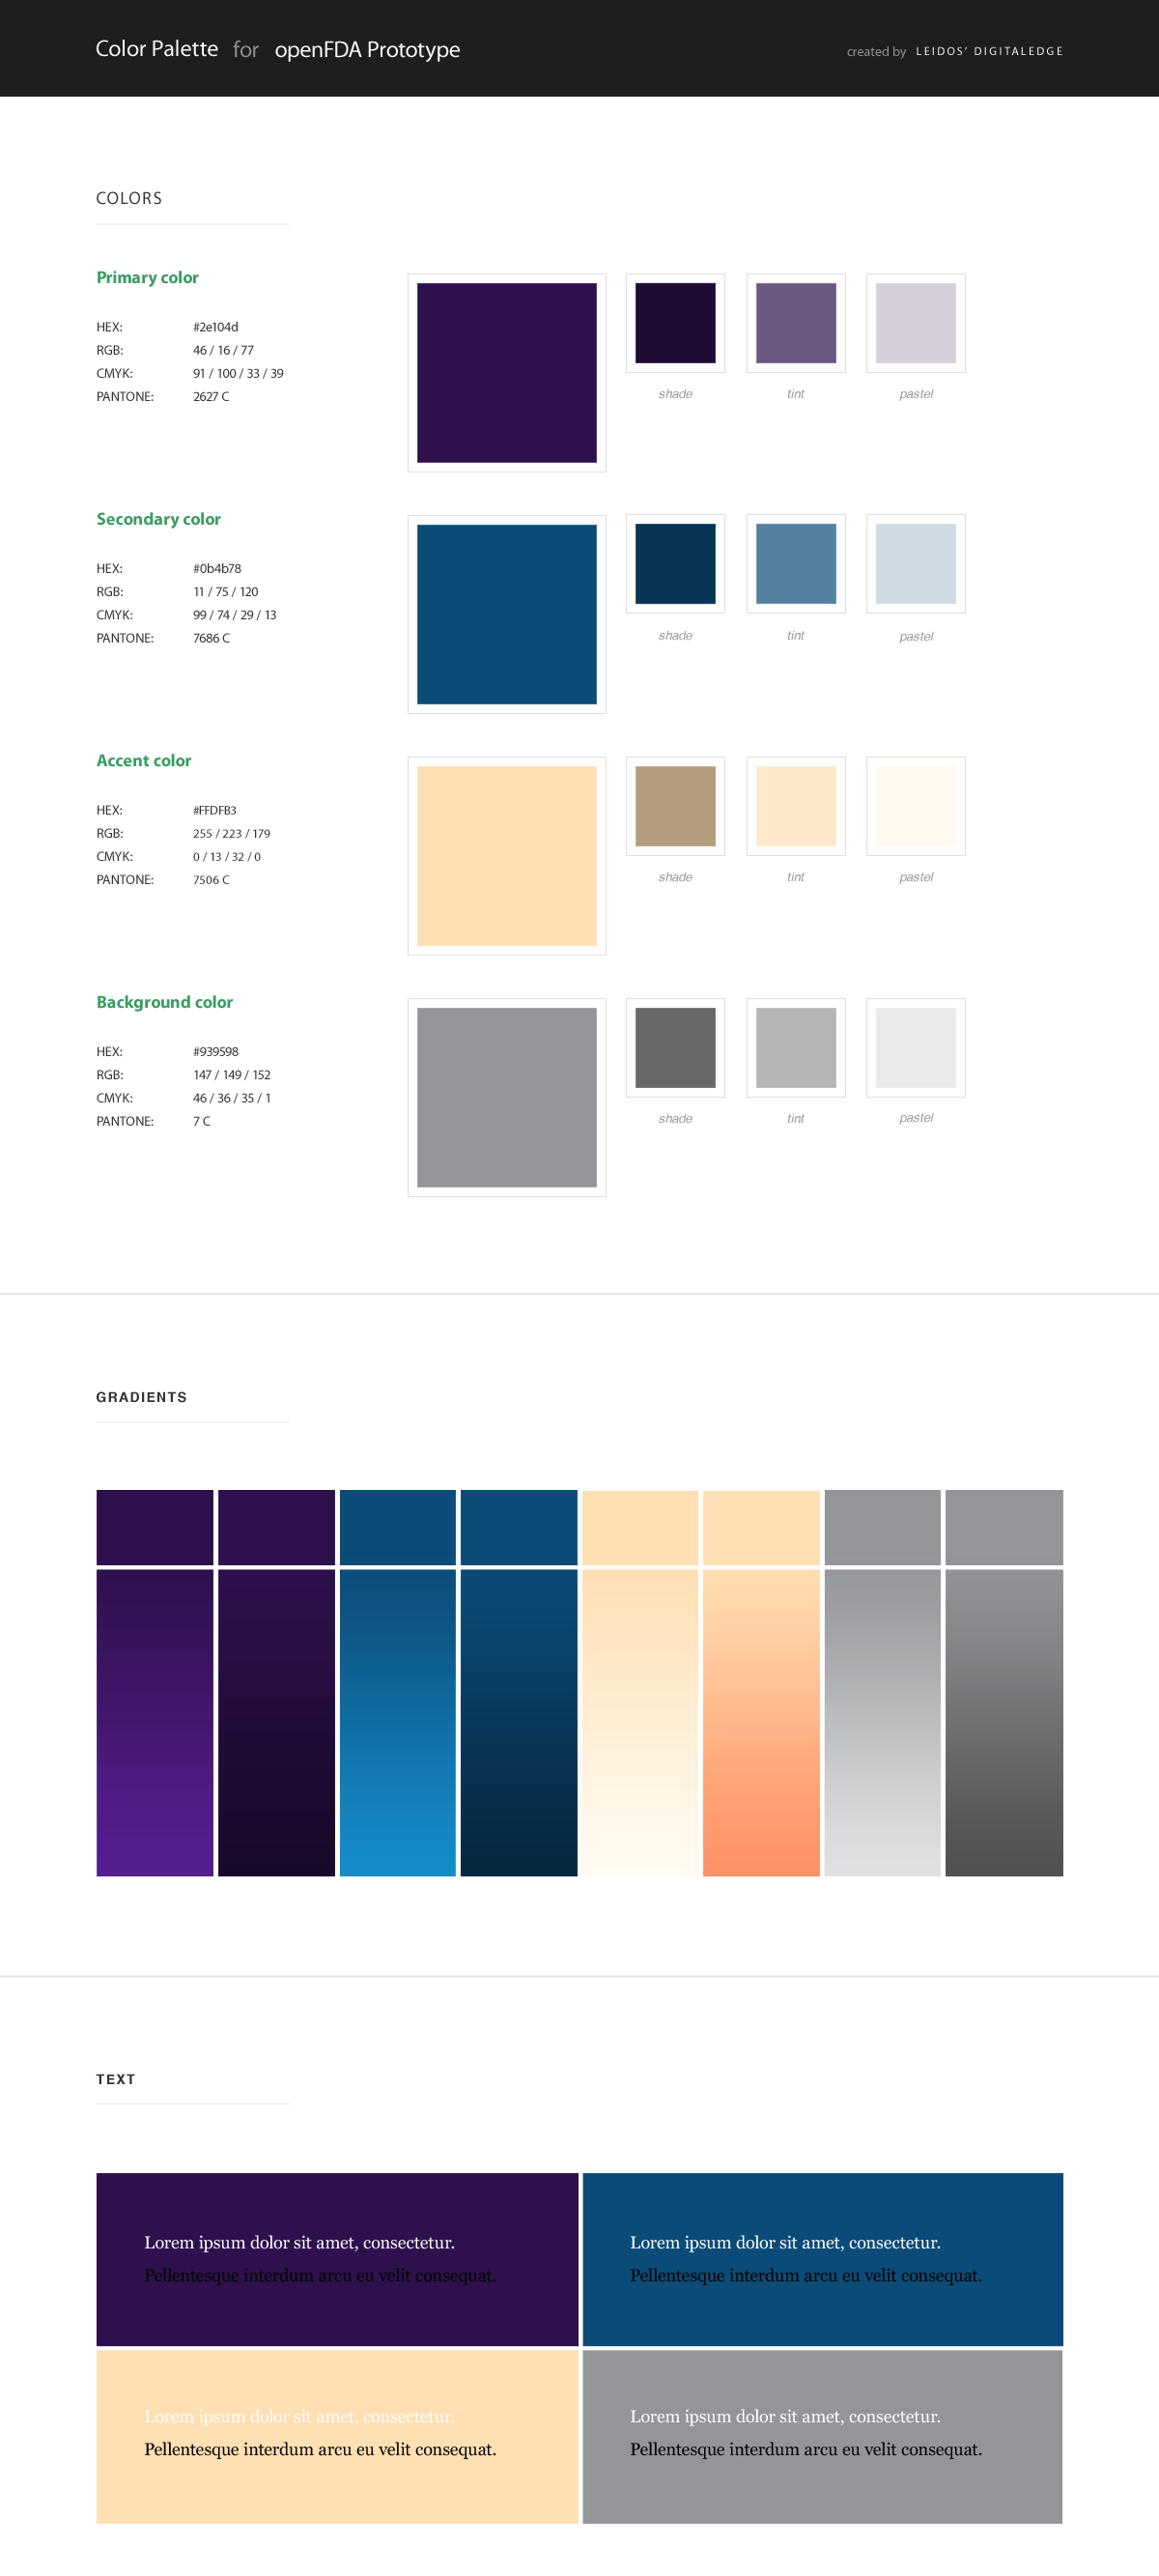 Color Palette for openFDA Prototype
created by LEIDOS' DIGITALEDGE
COLORS
Primary color
HEX: #2e104d
RGB: 46 / 16 / 77
CMYK: 91 / 100 / 33 / 39
PANTONE: 2627 C
shade tint pastel
Secondary color
HEX: #0b4b78
RGB: 11 / 75 / 120
CMYK: 99 / 74 / 29 / 13
PANTONE: 7686 C
shade tint pastel
Accent color
HEX: #FFDFB3
RGB: 255 / 223 / 179
CMYK: 0 / 13 / 32 / 0
PANTONE: 7506 C
shade tint pastel
Background color
HEX: #939598
RGB: 147 / 149 / 152
CMYK: 46 / 36 / 35 / 1
PANTONE: 7 C
shade tint pastel
GRADIENTS
TEXT
Lorem ipsum dolor sit amet, consectetur.
Pellentesque interdum arcu eu velit consequat.
Lorem ipsum dolor sit amet, consectetur.
Pellentesque interdum arcu eu velit consequat.
Lorem ipsum dolor sit amet, consectetur.
Pellentesque interdum arcu eu velit consequat.
Lorem ipsum dolor sit amet, consectetur.
Pellentesque interdum arcu eu velit consequat.